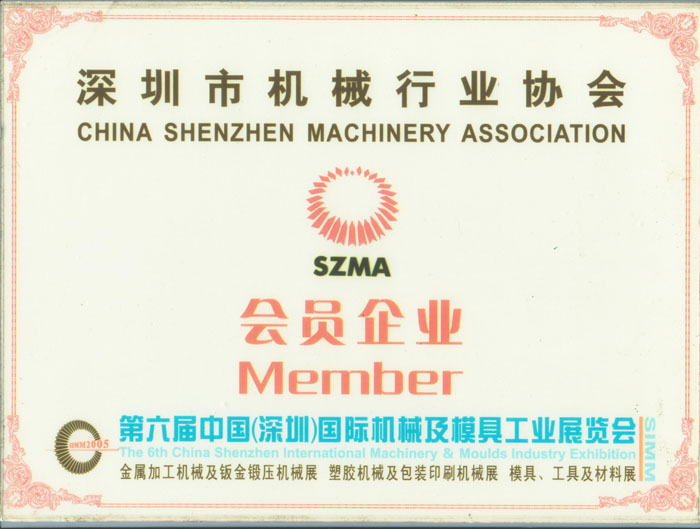 深圳市机械行业协会
CHINA SHENZHEN MACHINERY ASSOCIATION
SZMA
会员企业
Member
SIMM2005
第六届中国(深圳)国际机械及模具工业展览会
The 6th China Shenzhen International Machinery & Moulds Industry Exhibition
金属加工机械及钣金锻压机械展 塑胶机械及包装印刷机械展 模具、工具及材料展
SIMM